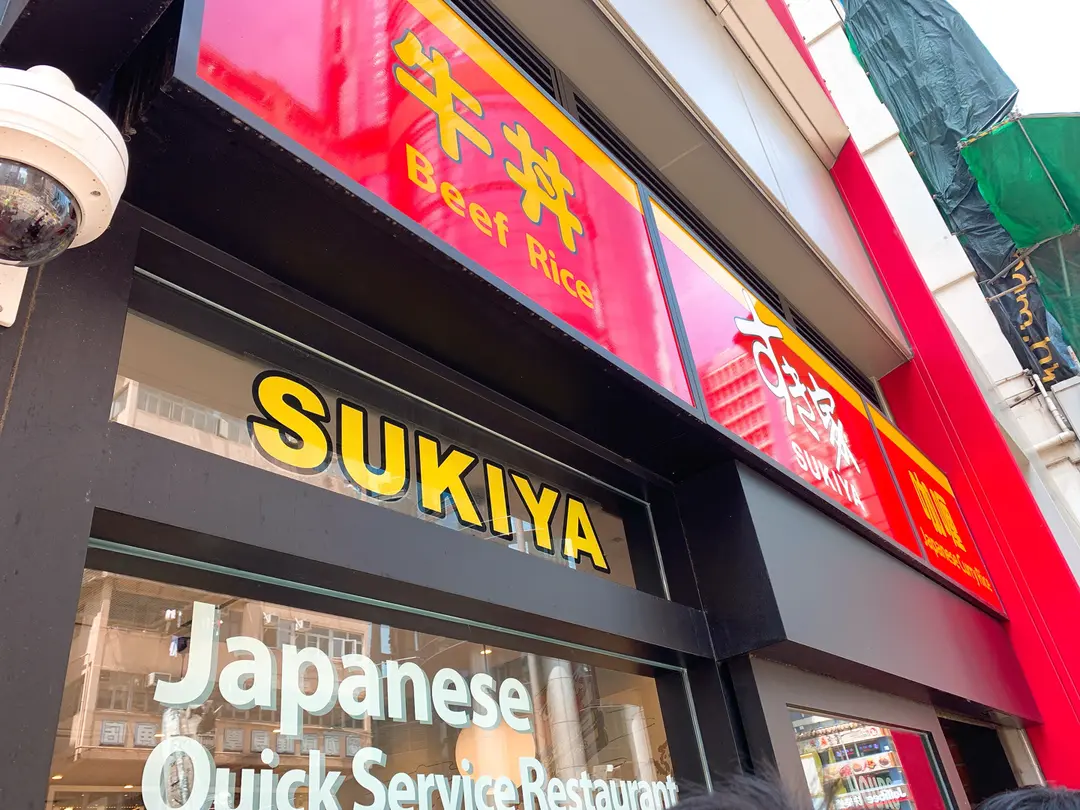 牛丼
Beef Rice
すき家
SUKIYA
咖喱
Japanese Curry Rice
SUKIYA
Japanese
Quick Service Restaurant